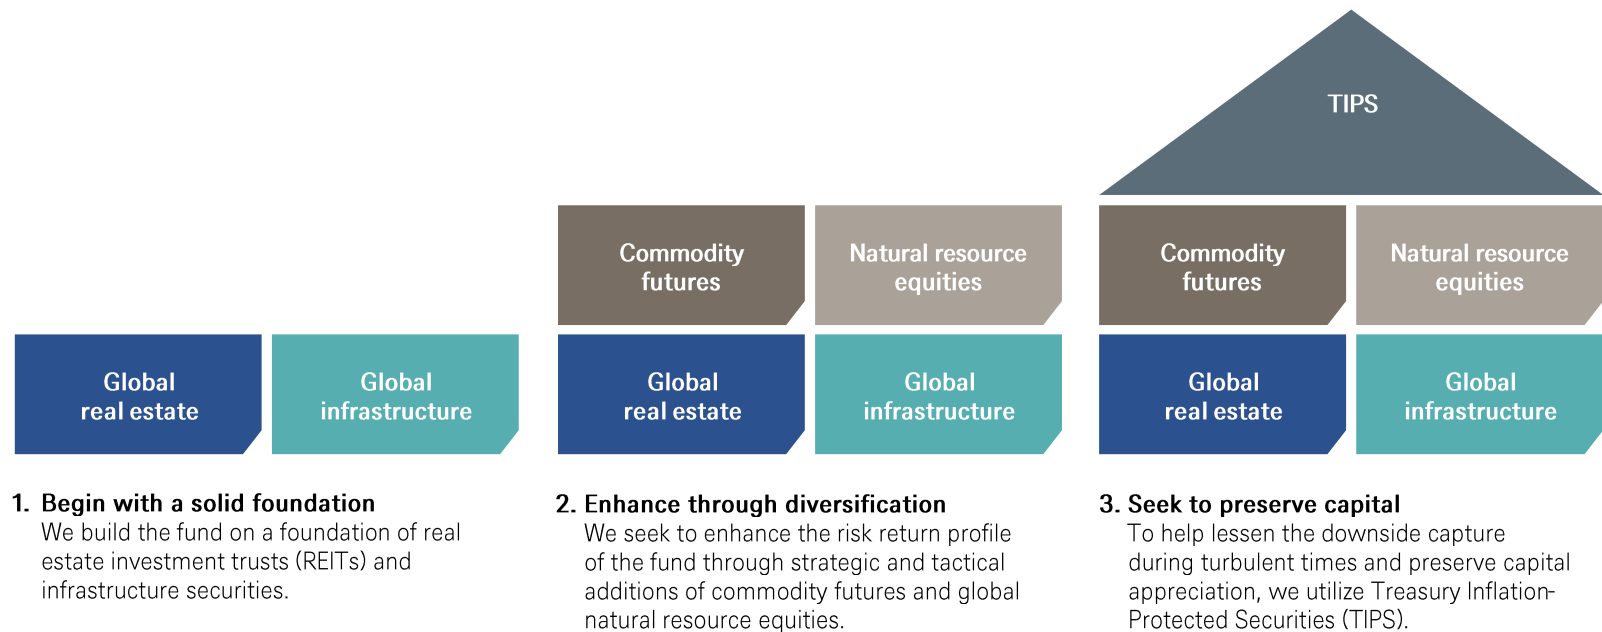 TIPS
Commodity
futures
Natural resource
equities
Commodity
futures
Natural resource
equities
Global
real estate
Global
infrastructure
Global
real estate
Global
infrastructure
Global
real estate
Global
infrastructure
1. Begin with a solid foundation
We build the fund on a foundation of real
estate investment trusts (REITs) and
infrastructure securities.
2. Enhance through diversification
We seek to enhance the risk return profile
of the fund through strategic and tactical
additions of commodity futures and global
natural resource equities.
3. Seek to preserve capital
To help lessen the downside capture
during turbulent times and preserve capital
appreciation, we utilize Treasury Inflation-
Protected Securities (TIPS).